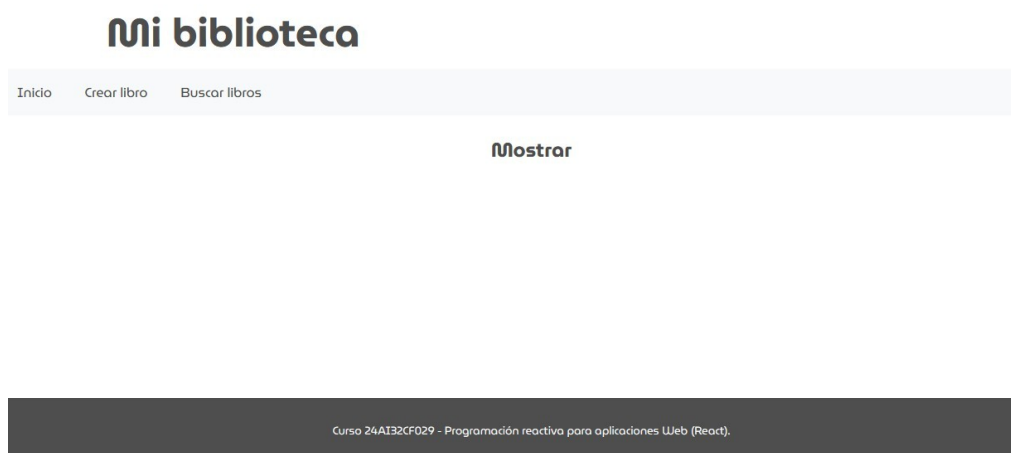 Mi biblioteca
Inicio Crear libro Buscar libros
Mostrar
Curso 24AI32CF029 - Programación reactiva para aplicaciones Web (React).